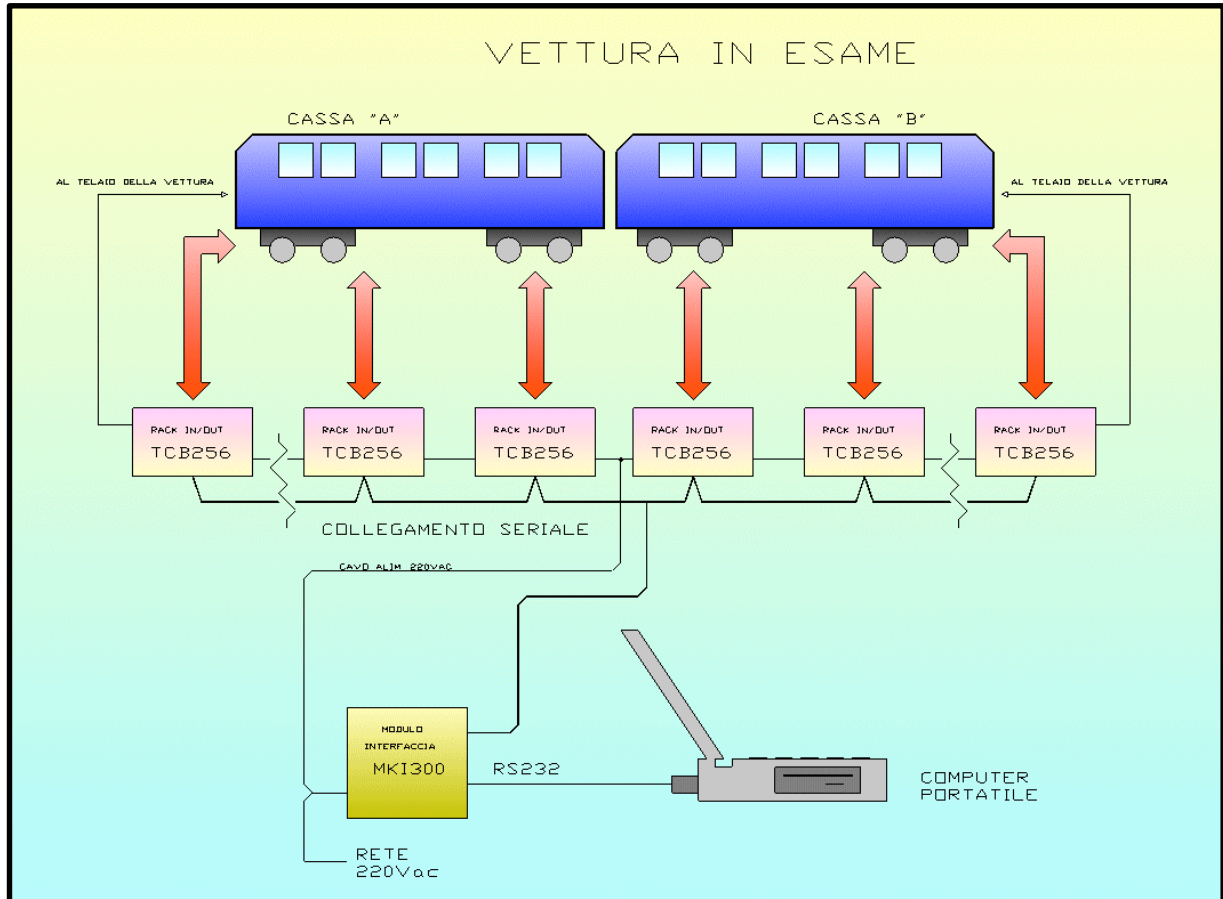 VETTURA IN ESAME
CASSA "A"
CASSA "B"
AL TELAIO DELLA VETTURA
AL TELAIO DELLA VETTURA
RACK IN/OUT
TCB256
RACK IN/OUT
TCB256
RACK IN/OUT
TCB256
RACK IN/OUT
TCB256
RACK IN/OUT
TCB256
RACK IN/OUT
TCB256
COLLEGAMENTO SERIALE
CAVO ALIM 220VAC
MODULO
INTERFACCIA
MKI300
RS232
COMPUTER
PORTATILE
RETE
220Vac